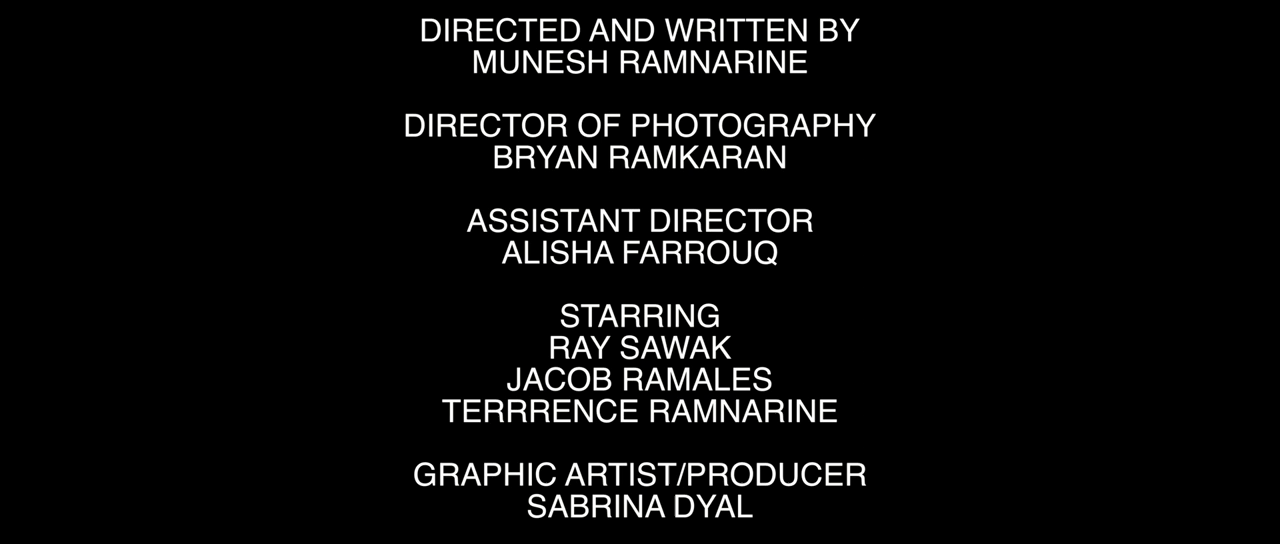 DIRECTED AND WRITTEN BY
MUNESH RAMNARINE
DIRECTOR OF PHOTOGRAPHY
BRYAN RAMKARAN
ASSISTANT DIRECTOR
ALISHA FARROUQ
STARRING
RAY SAWAK
JACOB RAMALES
TERRRENCE RAMNARINE
GRAPHIC ARTIST/PRODUCER
SABRINA DYAL